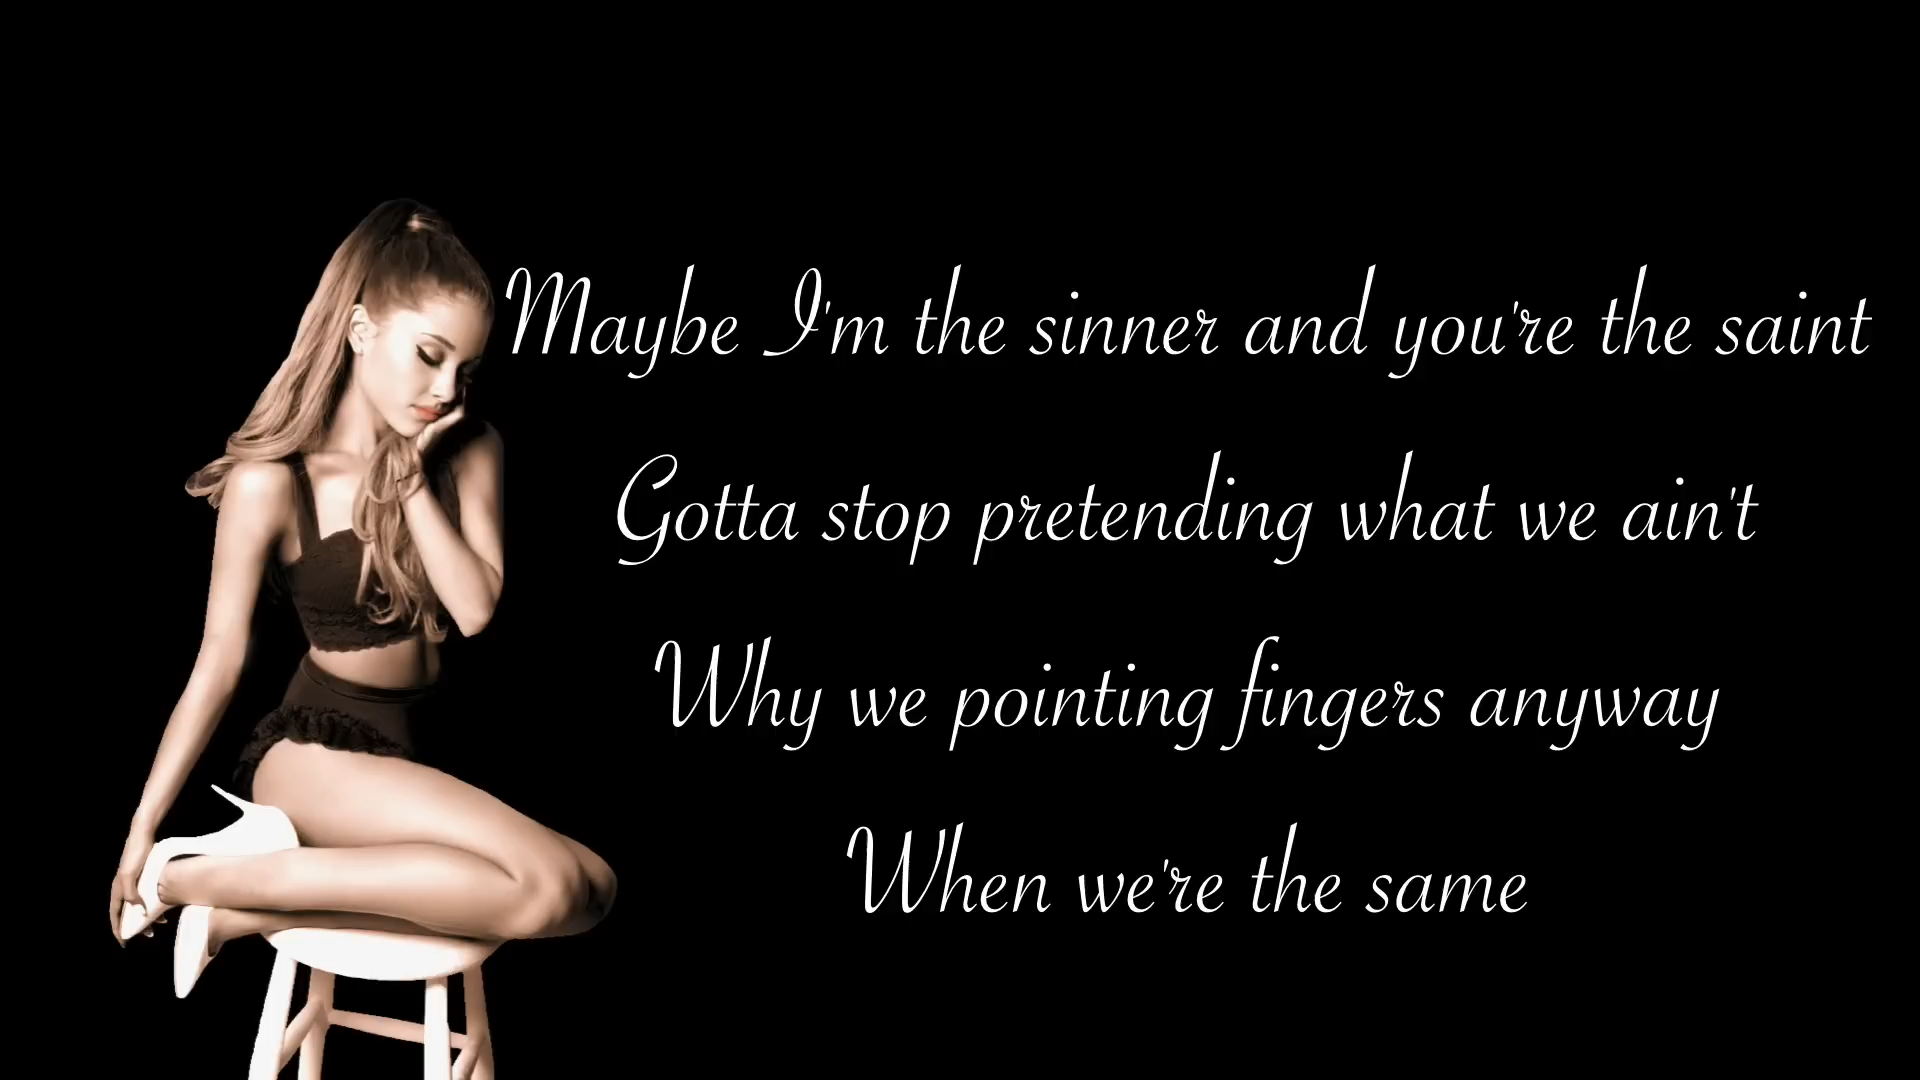 Maybe I'm the sinner and you're the saint
Gotta stop pretending what we ain't
Why we pointing fingers anyway
When we're the same